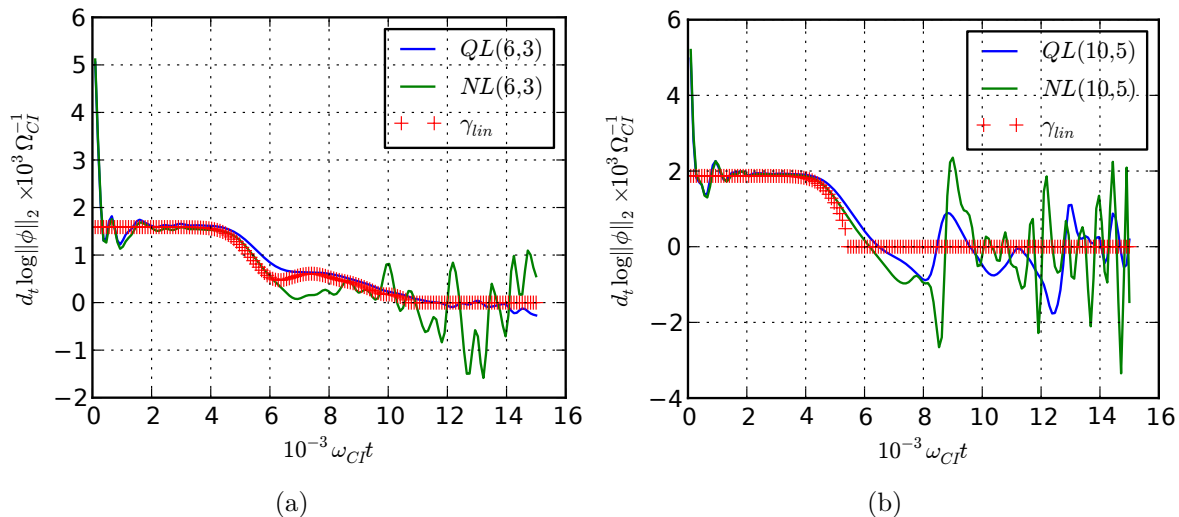 QL(6,3)
NL(6,3)
γ_lin
6
5
4
3
2
1
0
−1
−2
d_t log||ϕ||_2 ×10^3 Ω_CI^−1
0 2 4 6 8 10 12 14 16
10^−3 ω_CI t
(a)
QL(10,5)
NL(10,5)
γ_lin
6
4
2
0
−2
−4
d_t log||ϕ||_2 ×10^3 Ω_CI^−1
0 2 4 6 8 10 12 14 16
10^−3 ω_CI t
(b)